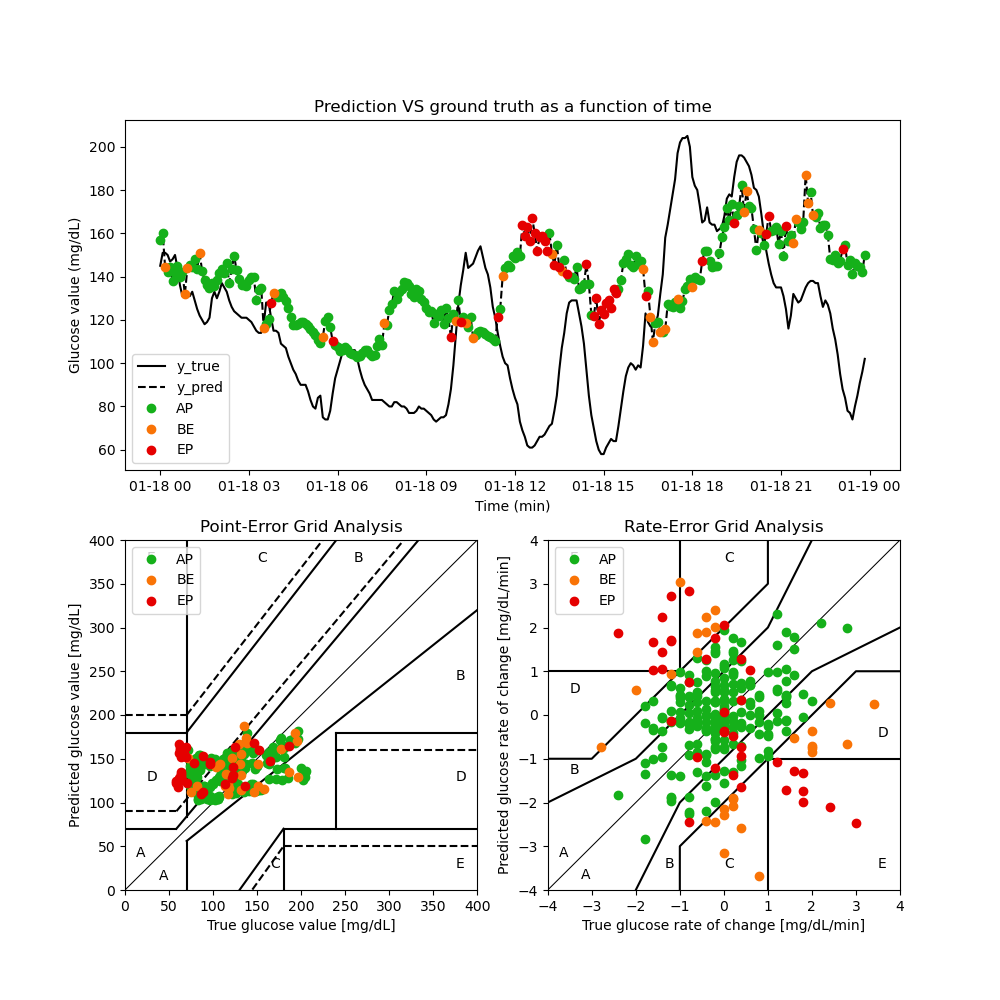 Prediction VS ground truth as a function of time
Glucose value (mg/dL)
200
180
160
140
120
100
80
60
y_true
y_pred
AP
BE
EP
01-18 00 01-18 03 01-18 06 01-18 09 01-18 12 01-18 15 01-18 18 01-18 21 01-19 00
Time (min)
Point-Error Grid Analysis
Predicted glucose value [mg/dL]
400
350
300
250
200
150
100
50
0
AP
BE
EP
C
B
B
D
D
A
A
C
E
0 50 100 150 200 250 300 350 400
True glucose value [mg/dL]
Rate-Error Grid Analysis
Predicted glucose rate of change [mg/dL/min]
4
3
2
1
0
−1
−2
−3
−4
AP
BE
EP
C
D
D
B
A
A
B
C
E
−4 −3 −2 −1 0 1 2 3 4
True glucose rate of change [mg/dL/min]